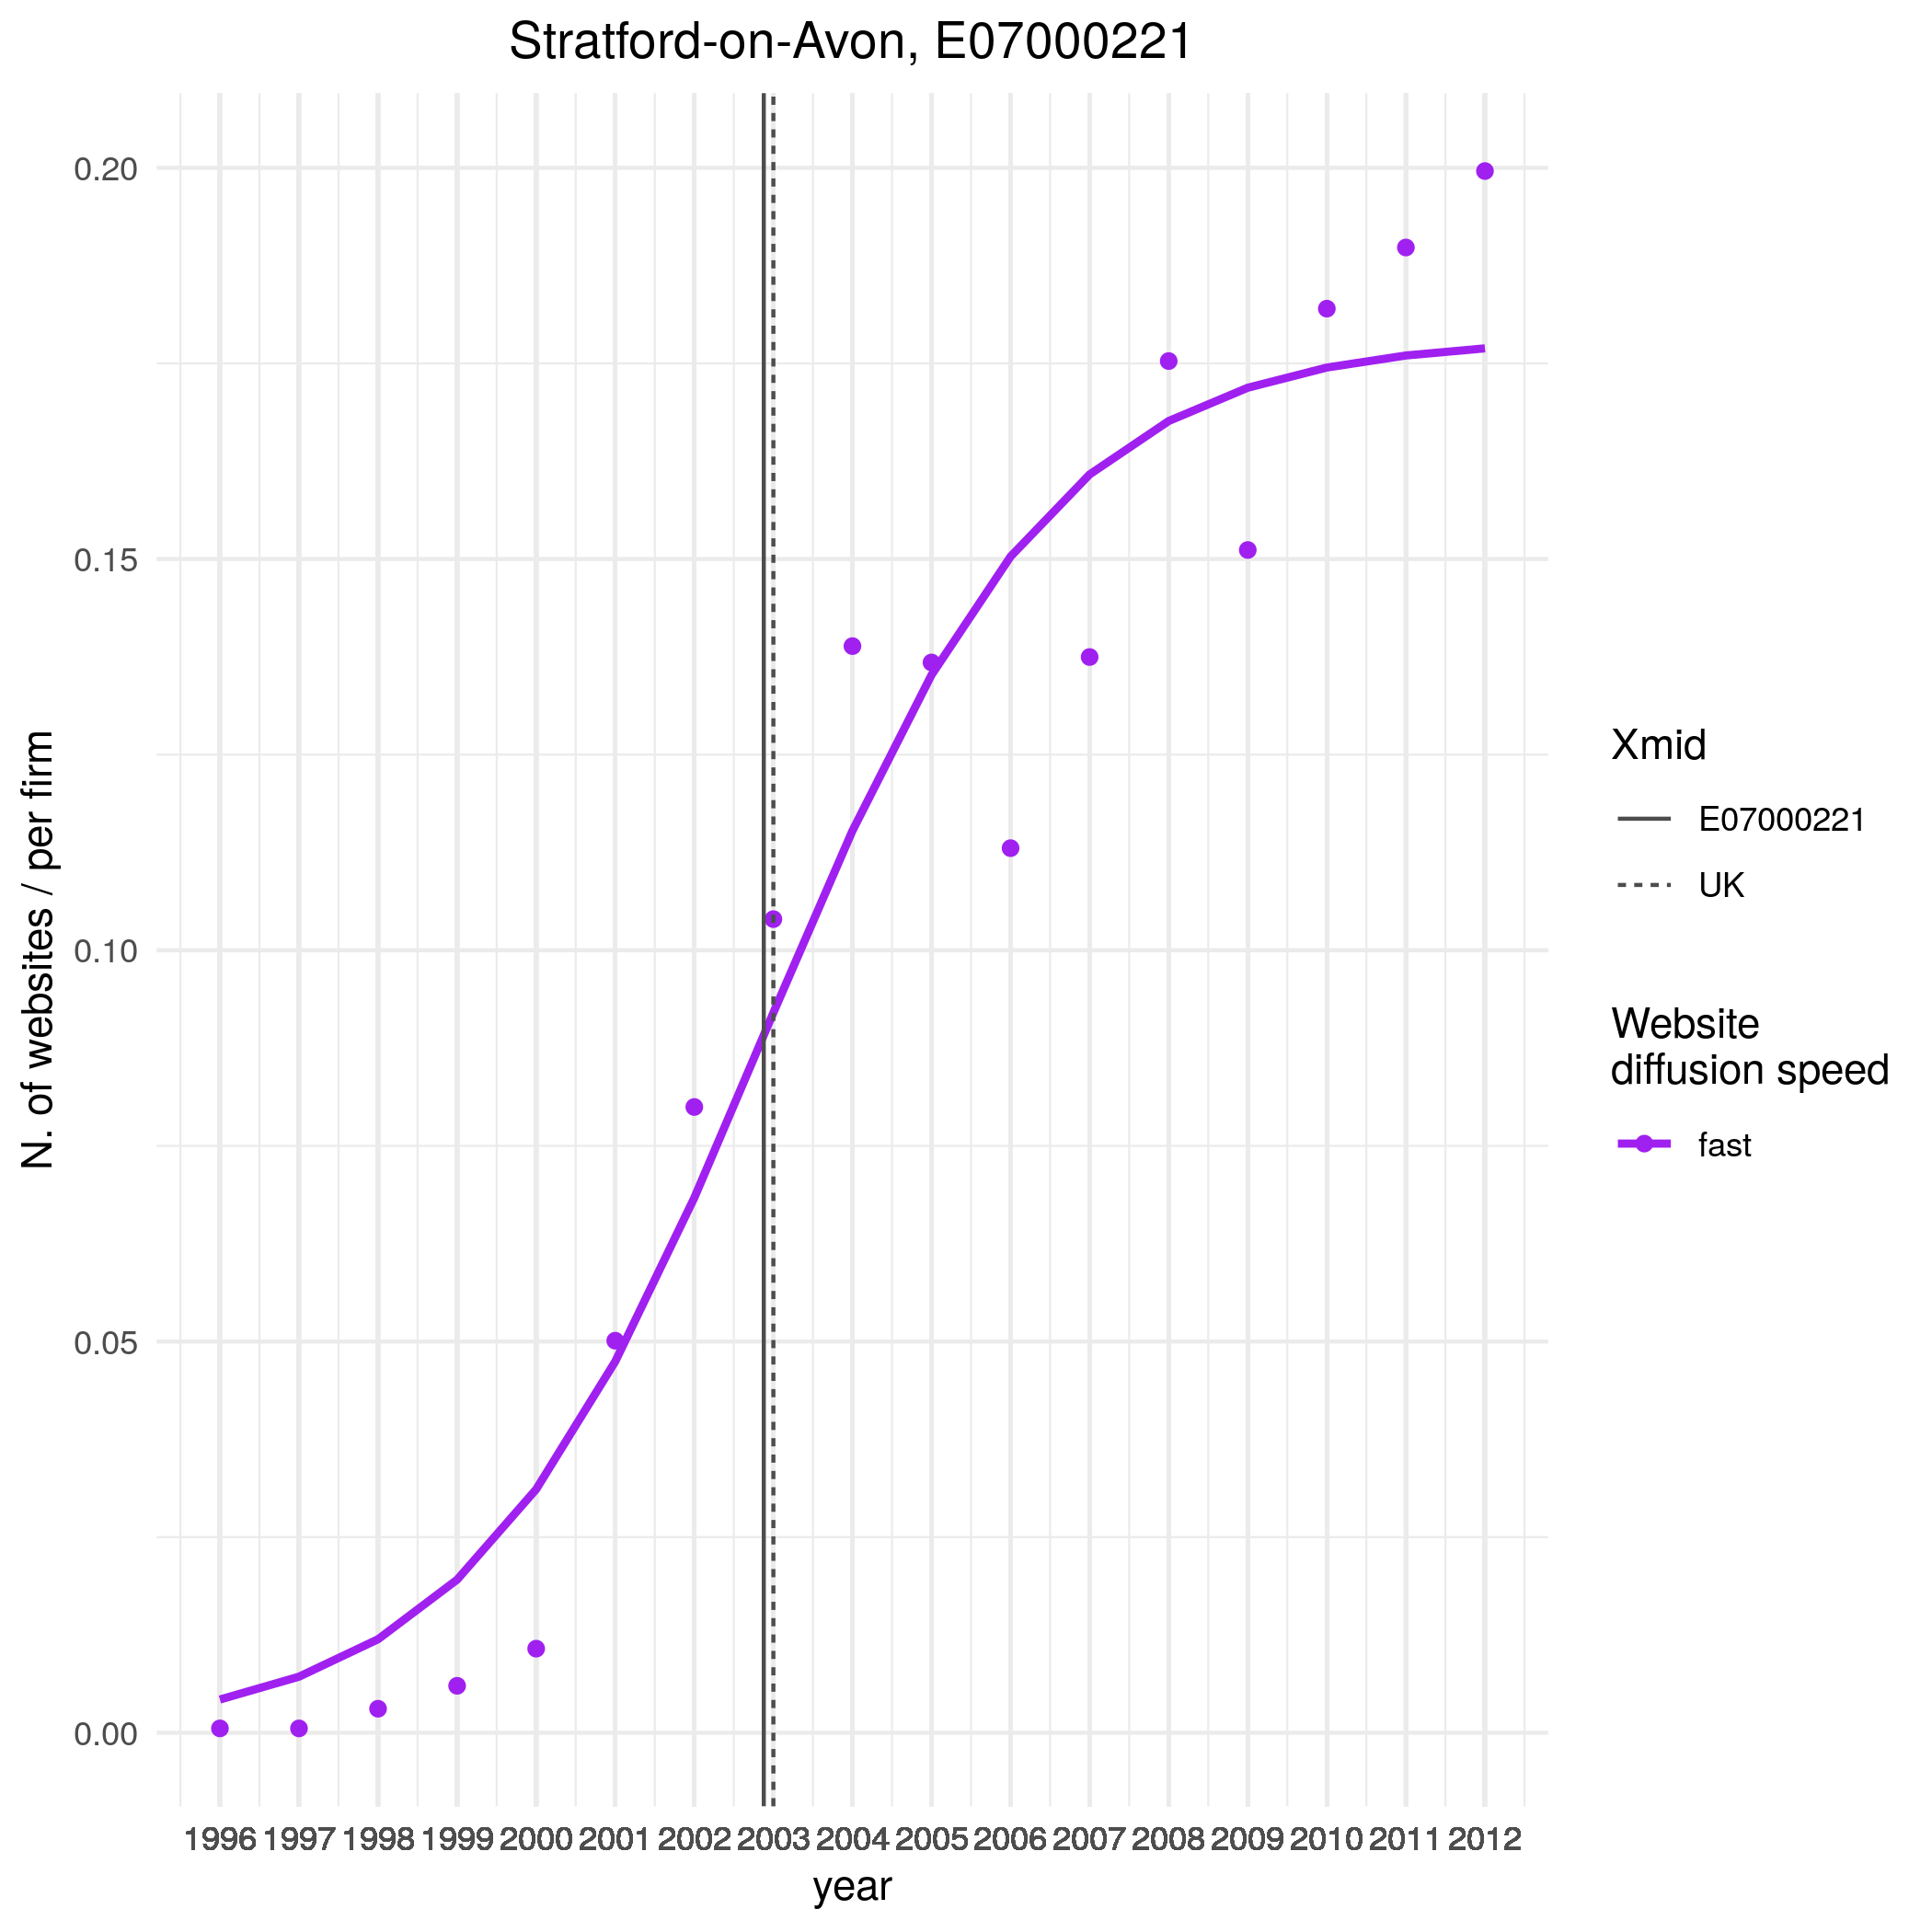 Stratford-on-Avon, E07000221
N. of websites / per firm
0.20
0.15
0.10
0.05
0.00
1996 1997 1998 1999 2000 2001 2002 2003 2004 2005 2006 2007 2008 2009 2010 2011 2012
year
Xmid
E07000221
UK
Website
diffusion speed
fast